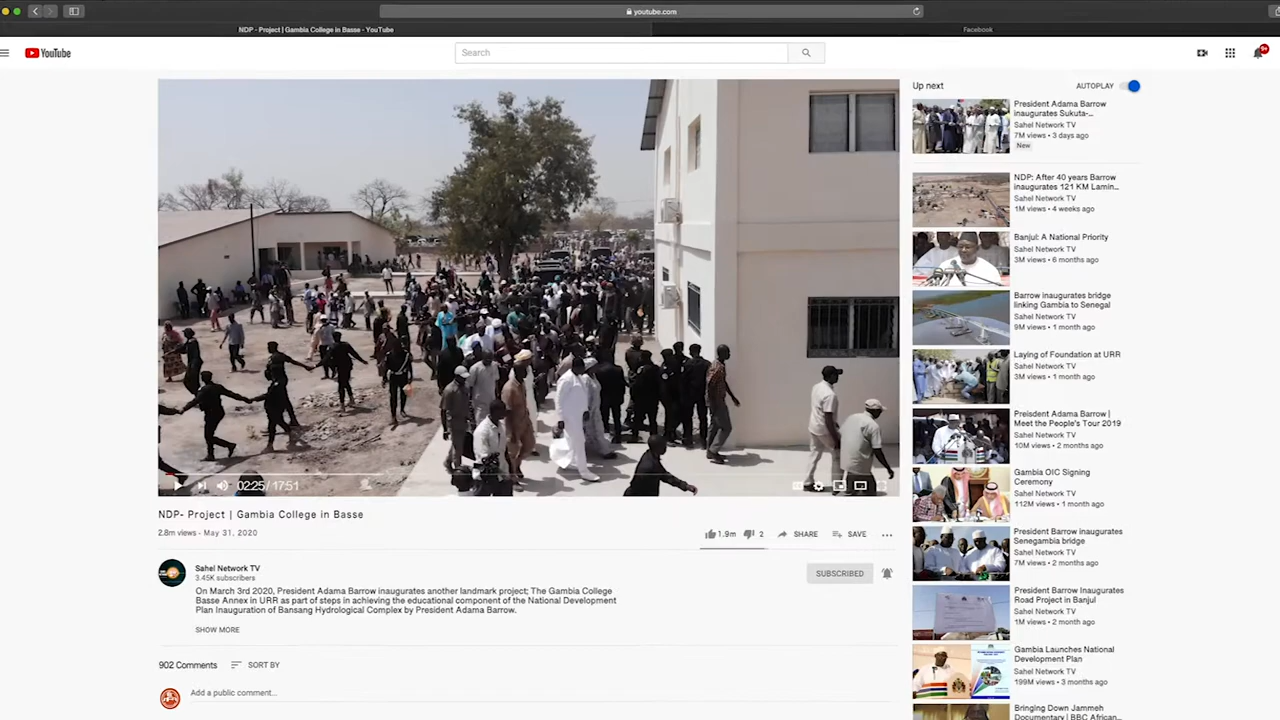 youtube.com
NDP - Project | Gambia College in Basse - YouTube
Facebook
YouTube
Search
9+
Up next
AUTOPLAY
President Adama Barrow
inaugurates Sukuta-...
Sahel Network TV
7M views • 3 days ago
New
NDP: After 40 years Barrow
inaugurates 121 KM Lamin...
Sahel Network TV
1M views • 4 weeks ago
Banjul: A National Priority
Sahel Network TV
3M views • 6 months ago
Barrow inaugurates bridge
linking Gambia to Senegal
Sahel Network TV
9M views • 1 month ago
Laying of Foundation at URR
Sahel Network TV
3M views • 1 month ago
Preisdent Adama Barrow |
Meet the People's Tour 2019
Sahel Network TV
10M views • 2 months ago
Gambia OIC Signing
Ceremony
Sahel Network TV
112M views • 1 month ago
President Barrow inaugurates
Senegambia bridge
Sahel Network TV
7M views • 2 months ago
President Barrow Inaugurates
Road Project in Banjul
Sahel Network TV
1M views • 2 month ago
Gambia Launches National
Development Plan
Sahel Network TV
199M views • 3 months ago
Bringing Down Jammeh
Documentary | BBC African...
02:25 / 17:51
NDP- Project | Gambia College in Basse
2.8m views - May 31, 2020
1.9m
2
SHARE
SAVE
Sahel Network TV
3.45K subscribers
SUBSCRIBED
On March 3rd 2020, President Adama Barrow inaugurates another landmark project; The Gambia College
Basse Annex in URR as part of steps in achieving the educational component of the National Development
Plan Inauguration of Bansang Hydrological Complex by President Adama Barrow.
SHOW MORE
902 Comments
SORT BY
Add a public comment...